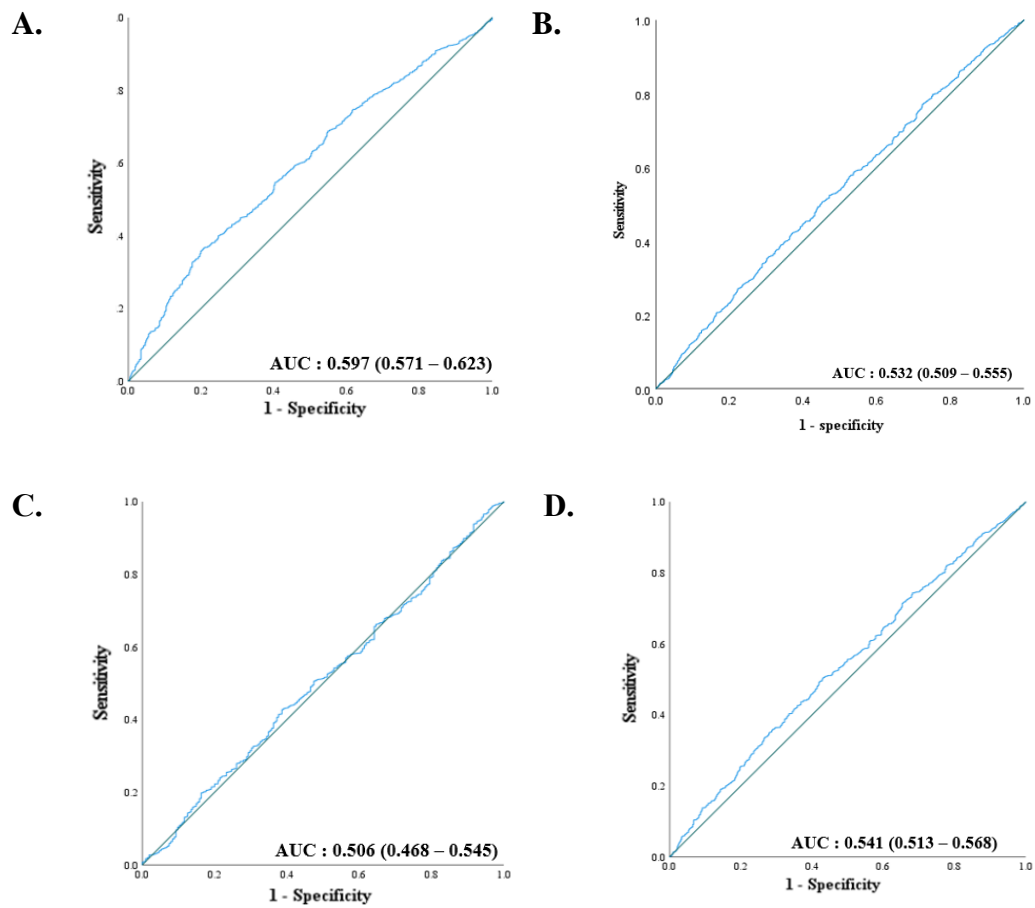 A.
.0
.8
.6
.4
.2
.0
Sensitivity
AUC : 0.597 (0.571 – 0.623)
0.0 0.2 0.4 0.6 0.8 1.0
1 - Specificity
B.
1.0
0.8
0.6
0.4
0.2
0.0
Sensitivity
AUC : 0.532 (0.509 – 0.555)
0.0 0.2 0.4 0.6 0.8 1.0
1 - specificity
C.
1.0
0.8
0.6
0.4
0.2
0.0
Sensitivity
AUC : 0.506 (0.468 – 0.545)
0.0 0.2 0.4 0.6 0.8 1.0
1 - Specificity
D.
1.0
0.8
0.6
0.4
0.2
0.0
Sensitivity
AUC : 0.541 (0.513 – 0.568)
0.0 0.2 0.4 0.6 0.8 1.0
1 - Specificity